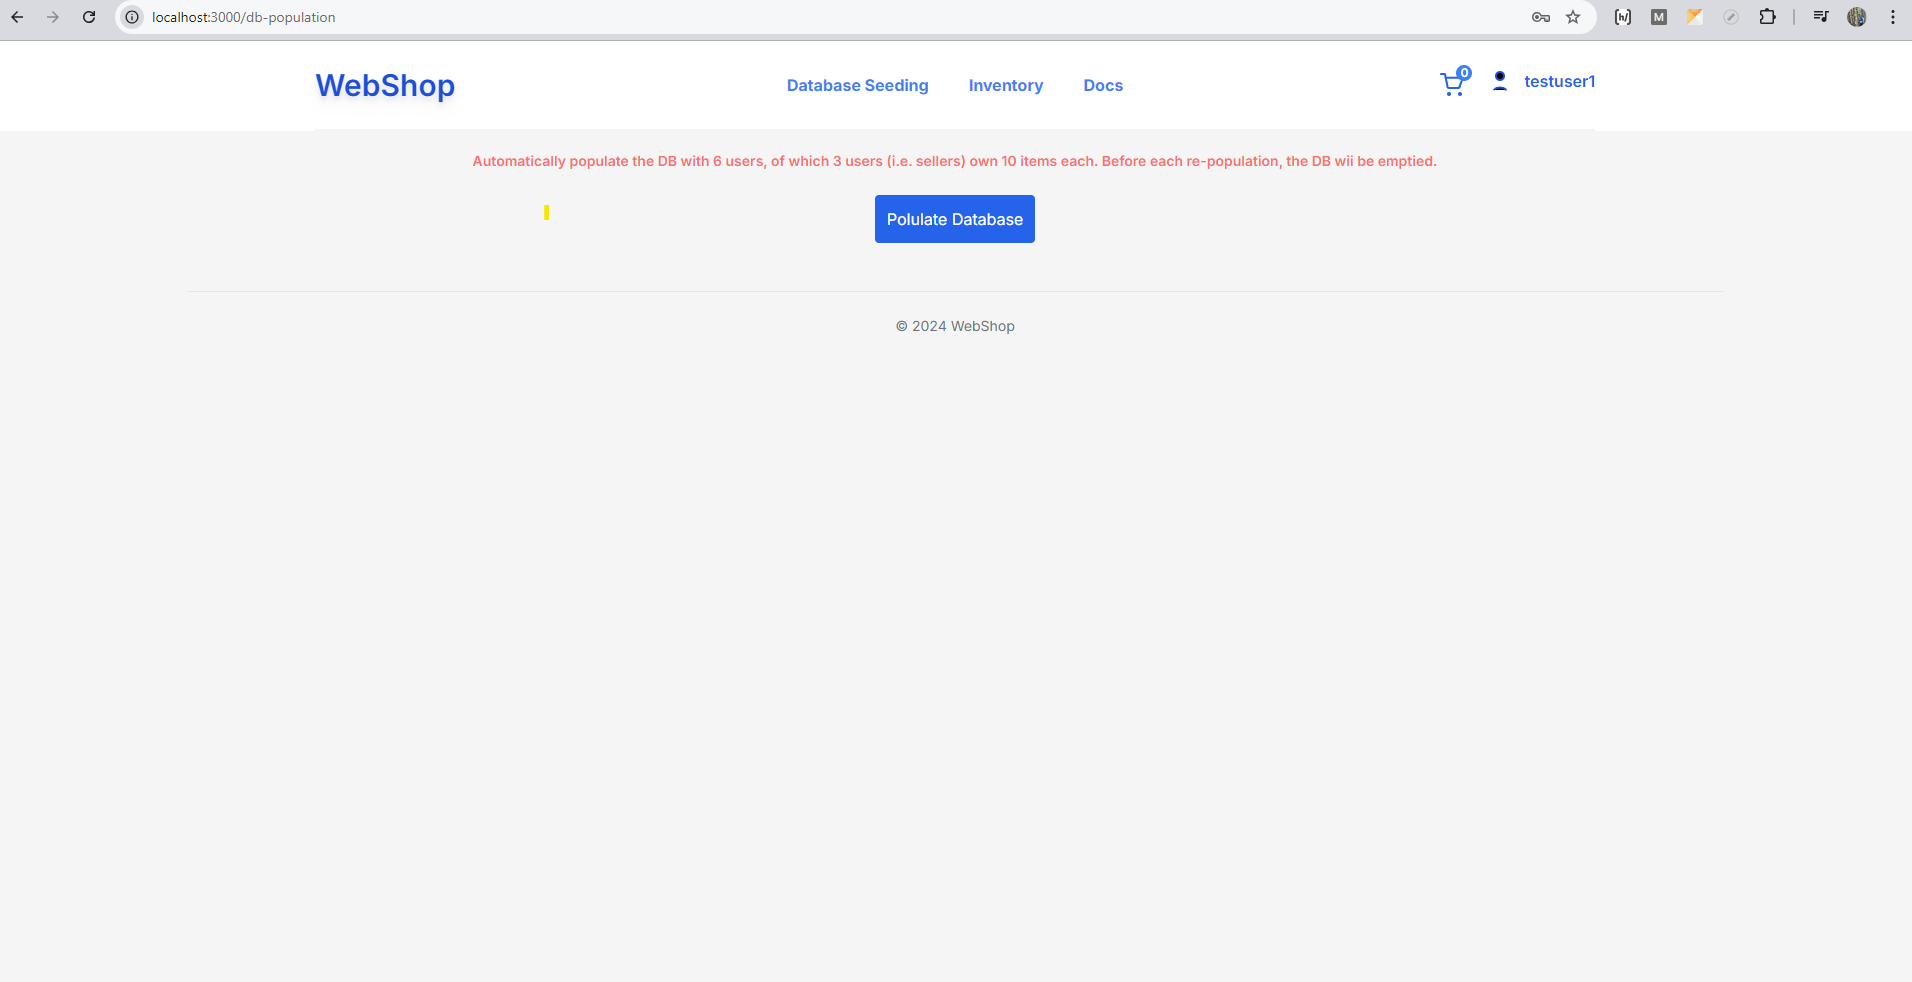 localhost:3000/db-population
M
WebShop
Database Seeding
Inventory
Docs
0
testuser1
Automatically populate the DB with 6 users, of which 3 users (i.e. sellers) own 10 items each. Before each re-population, the DB wii be emptied.
Polulate Database
© 2024 WebShop